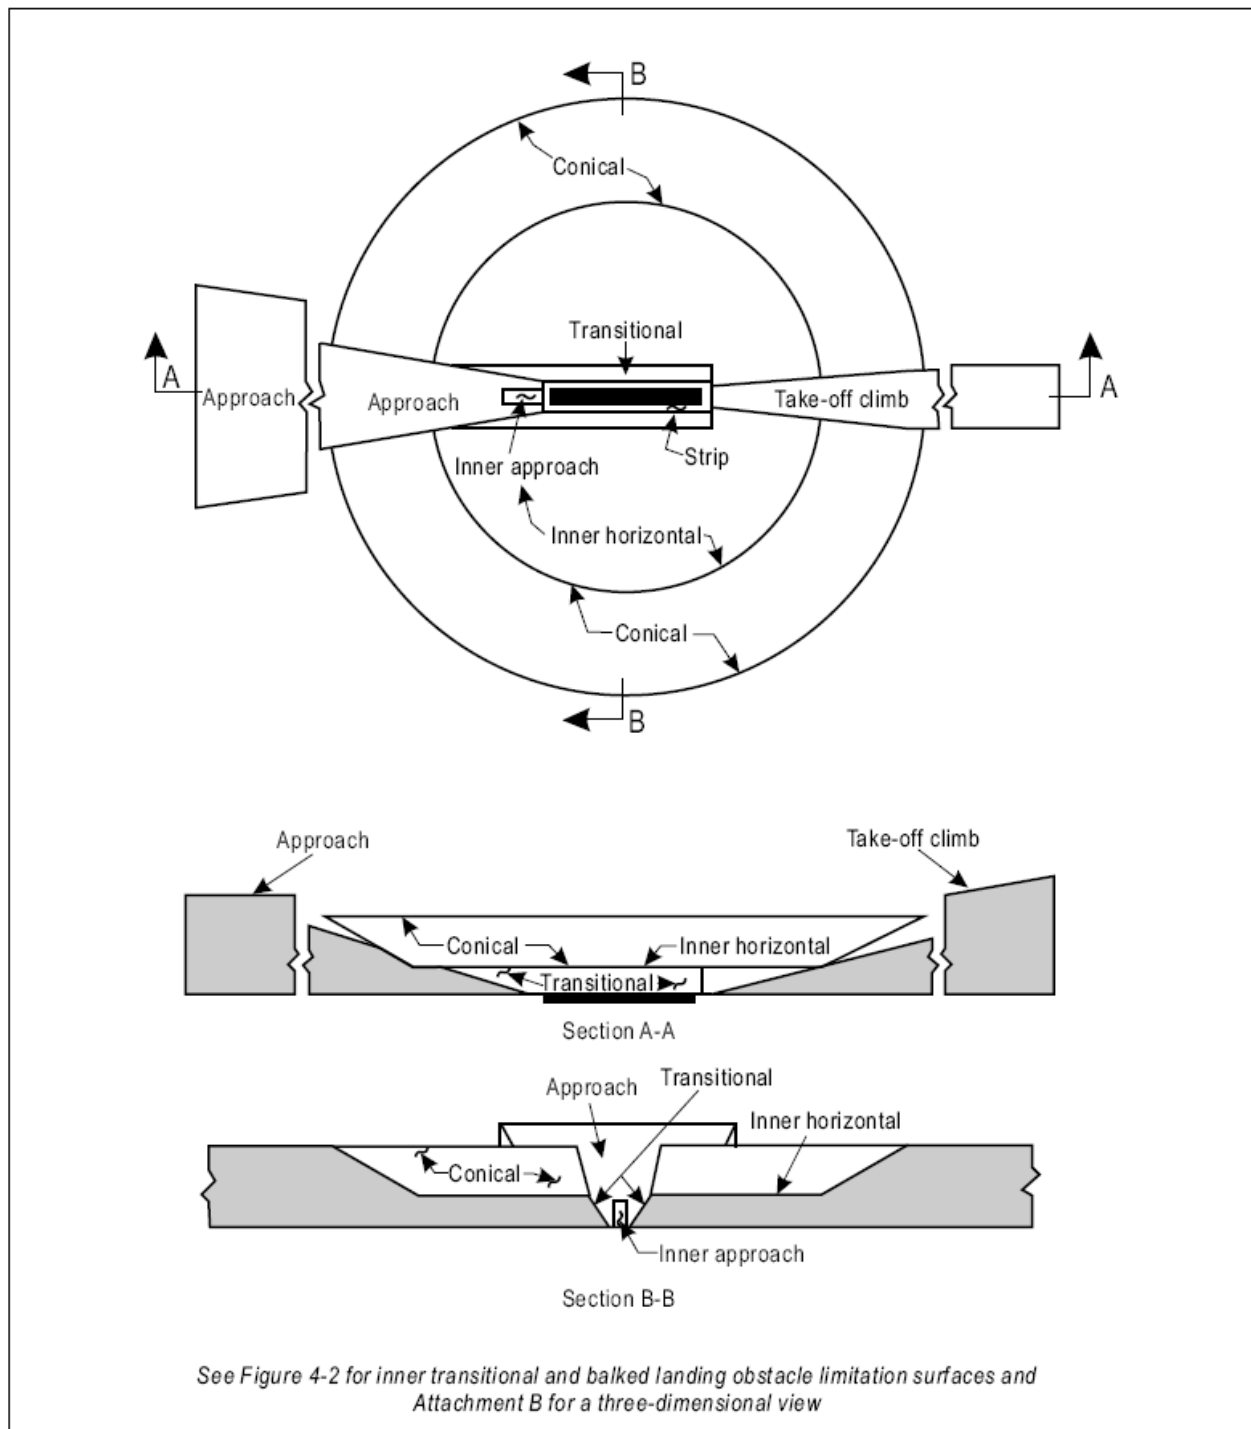 B
Conical
Transitional
A
Approach
Approach
Take-off climb
A
Inner approach
Strip
Inner horizontal
Conical
B
Approach
Take-off climb
Conical
Inner horizontal
Transitional
Section A-A
Approach
Transitional
Inner horizontal
Conical
Inner approach
Section B-B
See Figure 4-2 for inner transitional and balked landing obstacle limitation surfaces and
Attachment B for a three-dimensional view